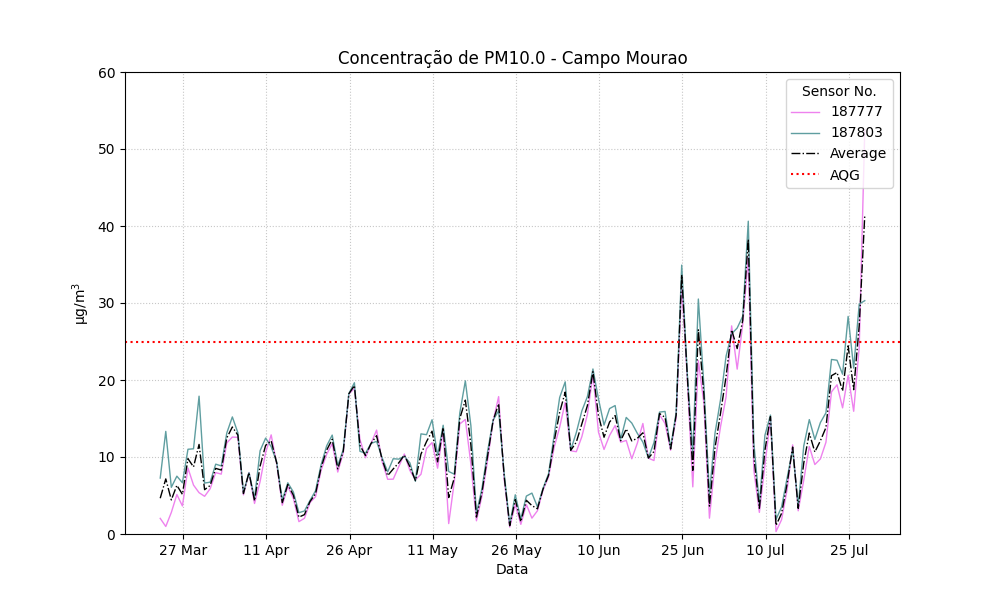 Concentração de PM10.0 - Campo Mourao
60
50
40
30
20
10
0
µg/m³
Sensor No.
187777
187803
Average
AQG
27 Mar
11 Apr
26 Apr
11 May
26 May
10 Jun
25 Jun
10 Jul
25 Jul
Data